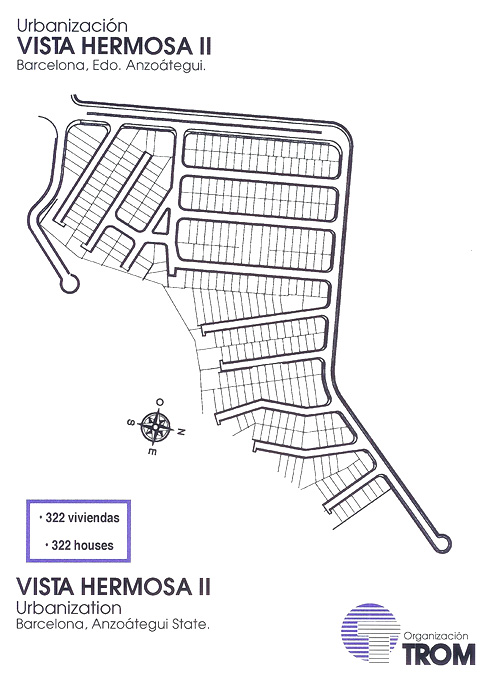 Urbanización
VISTA HERMOSA II
Barcelona, Edo. Anzoátegui.
O
S
N
E
• 322 viviendas
• 322 houses
VISTA HERMOSA II
Urbanization
Barcelona, Anzoátegui State.
Organización
TROM